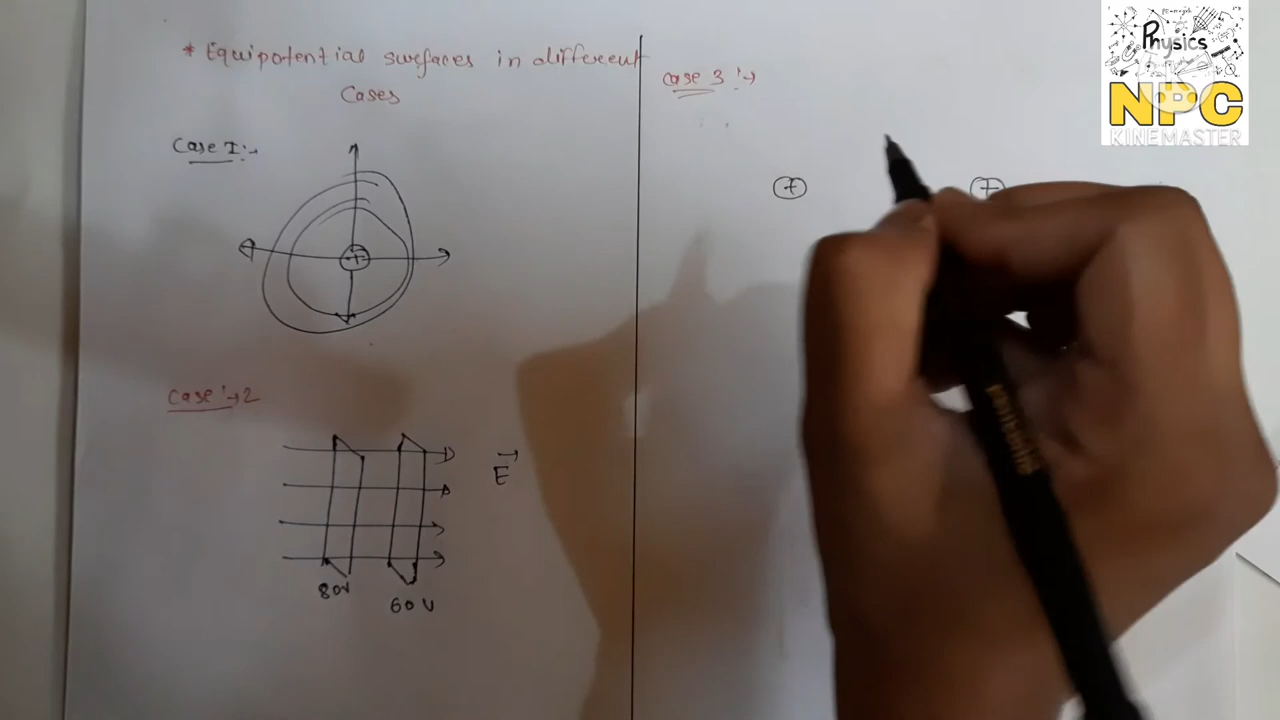 * Equipotential surfaces in different
Cases
Case I:→
+
Case :→2
E
80V
60V
Case 3 :→
+
+
Physics
NPC
KINEMASTER